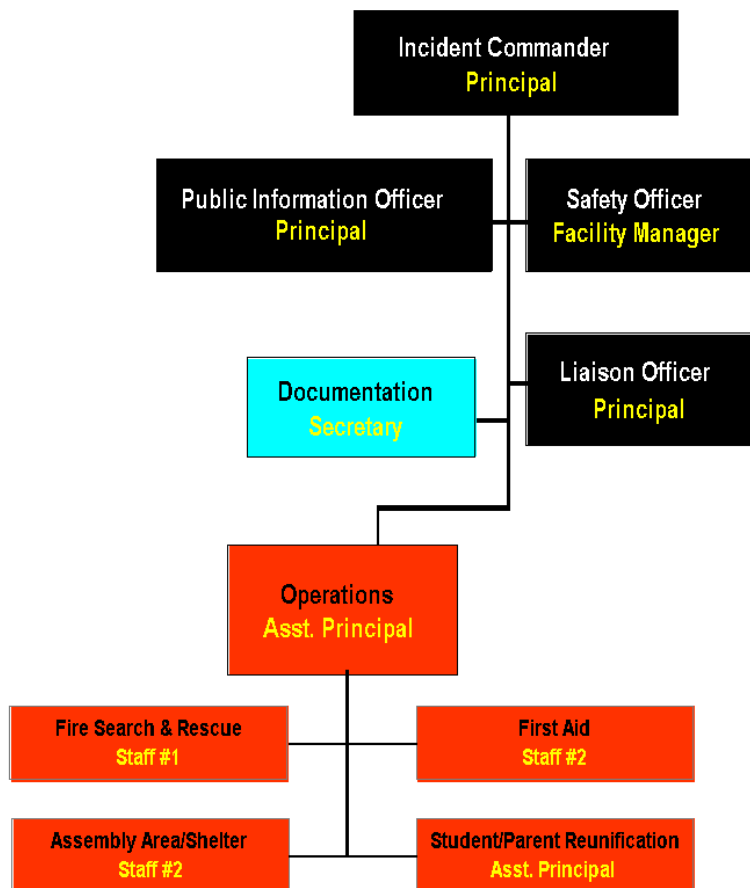 Incident Commander
Principal
Public Information Officer
Principal
Safety Officer
Facility Manager
Liaison Officer
Principal
Documentation
Secretary
Operations
Asst. Principal
Fire Search & Rescue
Staff #1
First Aid
Staff #2
Assembly Area/Shelter
Staff #2
Student/Parent Reunification
Asst. Principal